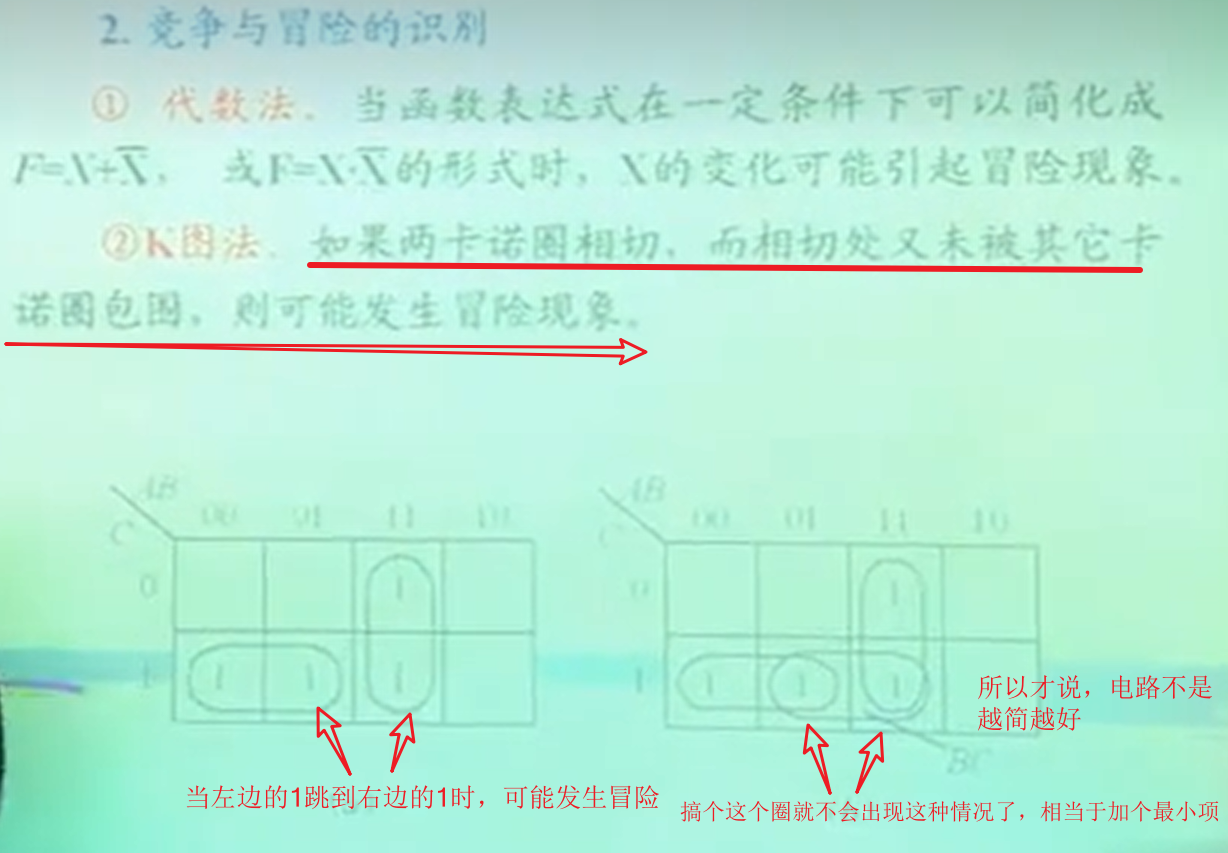 2. 竞争与冒险的识别
① 代数法. 当函数表达式在一定条件下可以简化成
F=X+X̅, 或F=X·X̅的形式时, X的变化可能引起冒险现象。
②K图法. 如果两卡诺圈相切, 而相切处又未被其它卡
诺圈包围, 则可能发生冒险现象。
AB
C
00 01 11 10
0
1
1
1 1 1
AB
C
00 01 11 10
0
1
1
1 1 1
BC
所以才说，电路不是
越简越好
当左边的1跳到右边的1时，可能发生冒险
搞个这个圈就不会出现这种情况了，相当于加个最小项